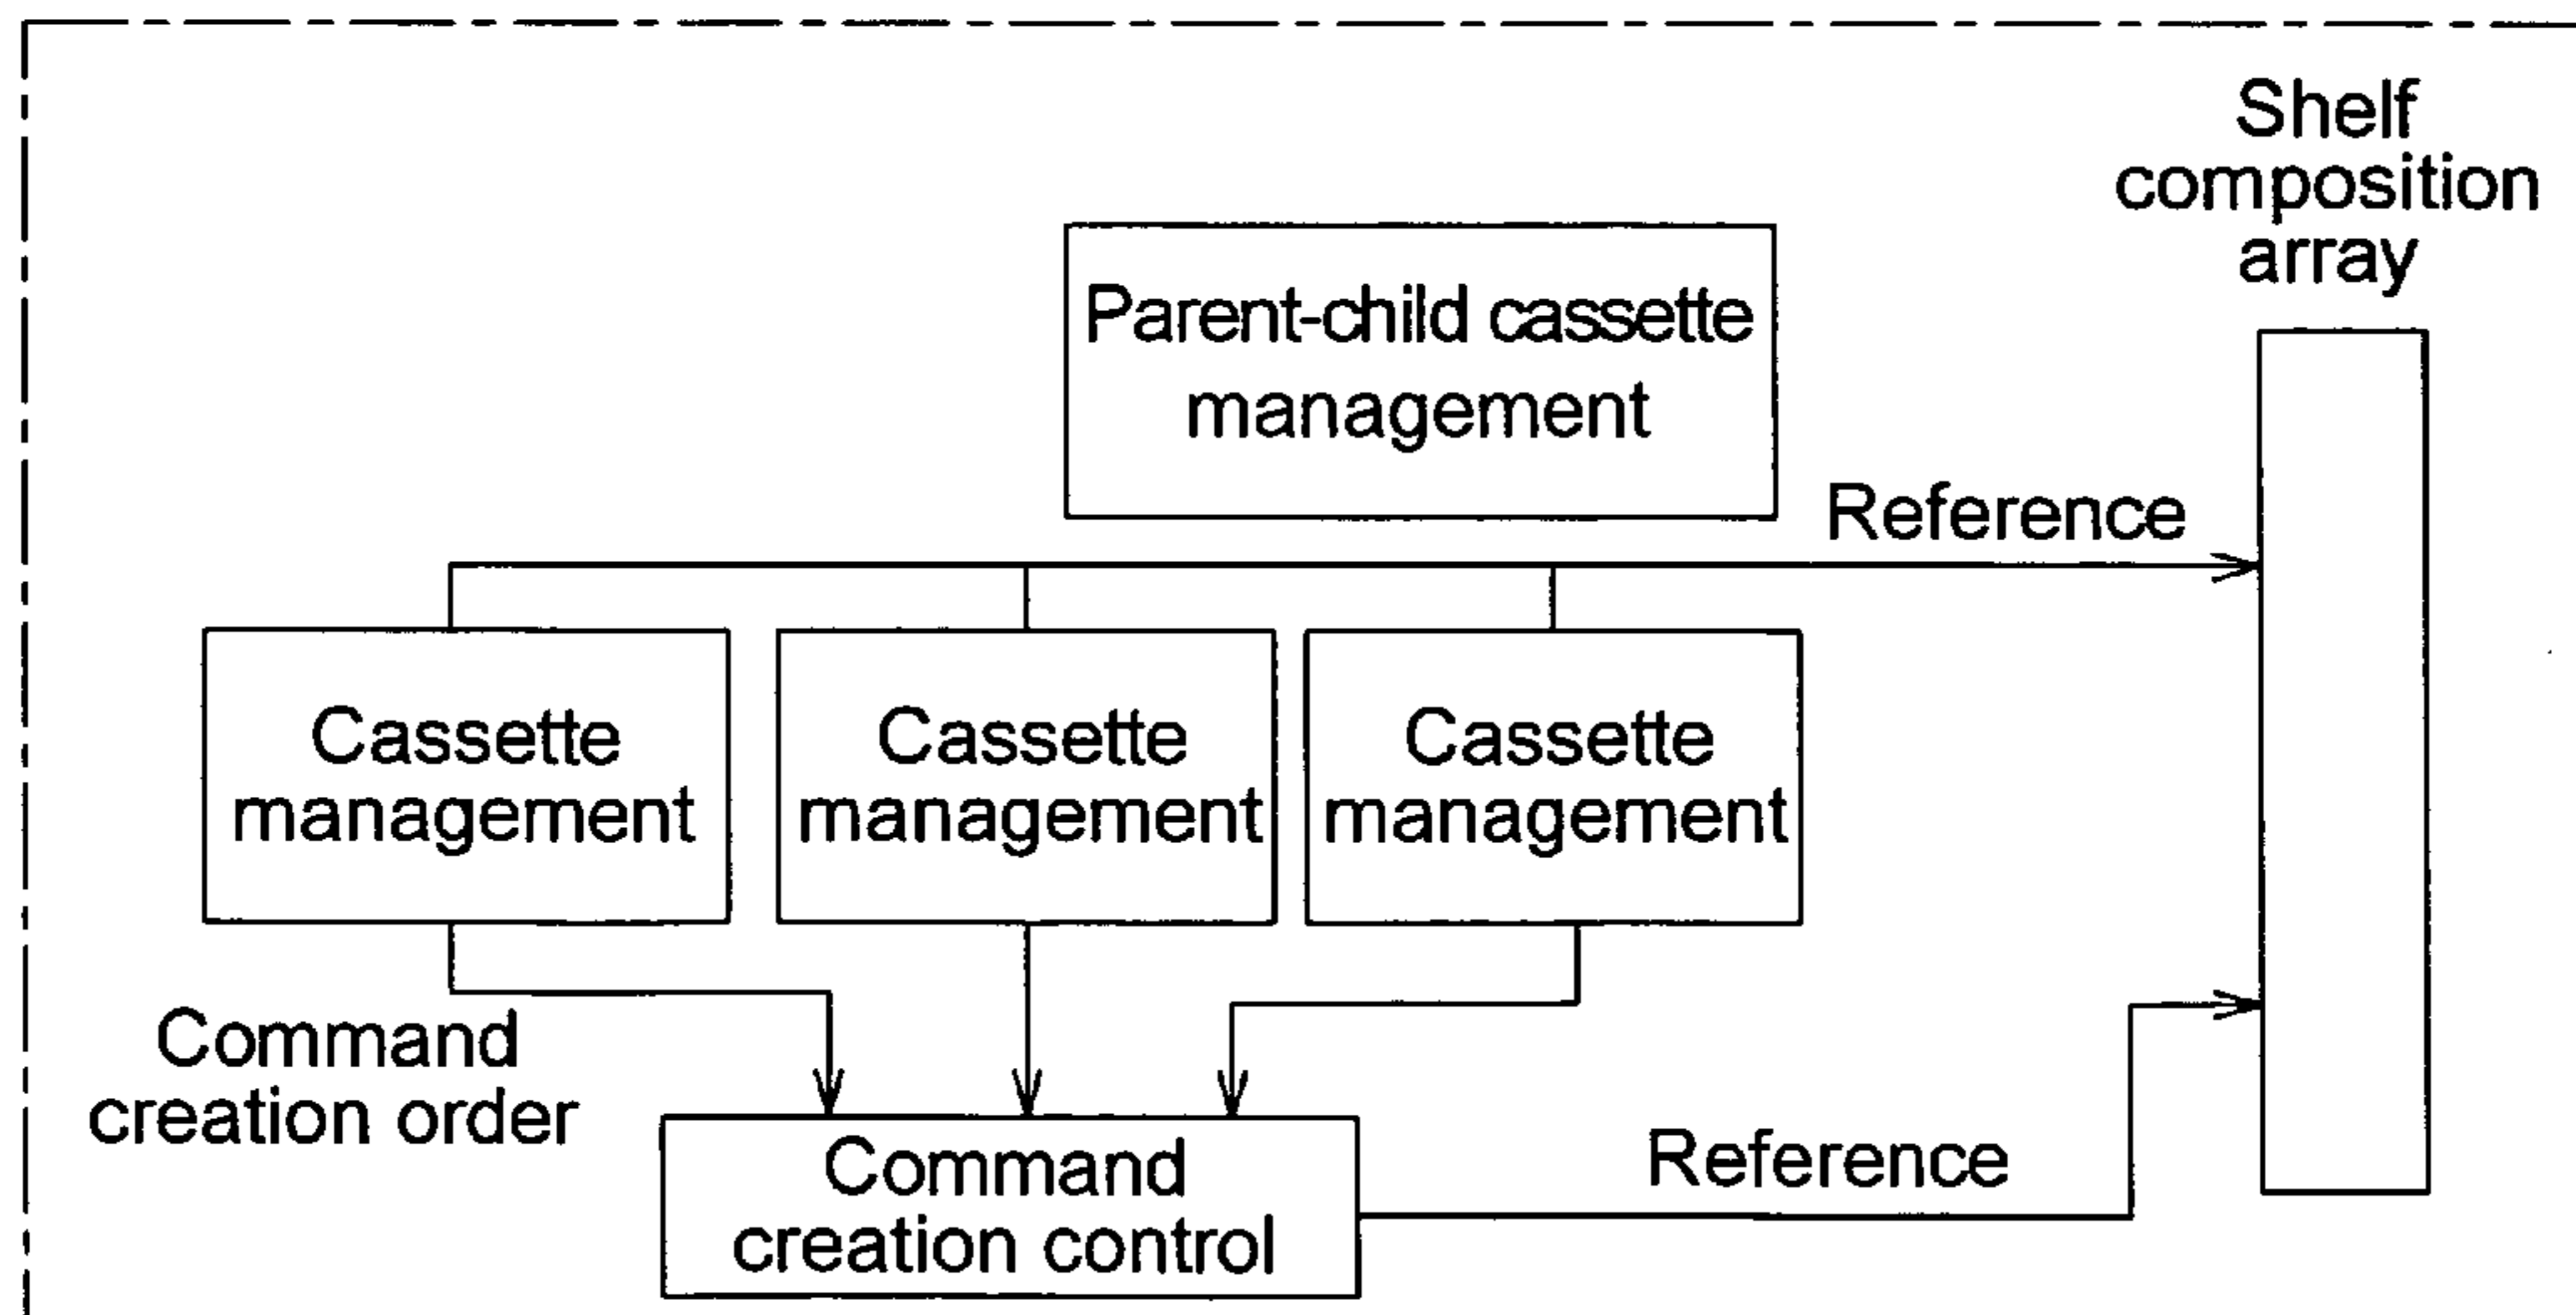 Shelf
composition
array
Parent-child cassette
management
Reference
Cassette
management
Cassette
management
Cassette
management
Command
creation order
Command
creation control
Reference